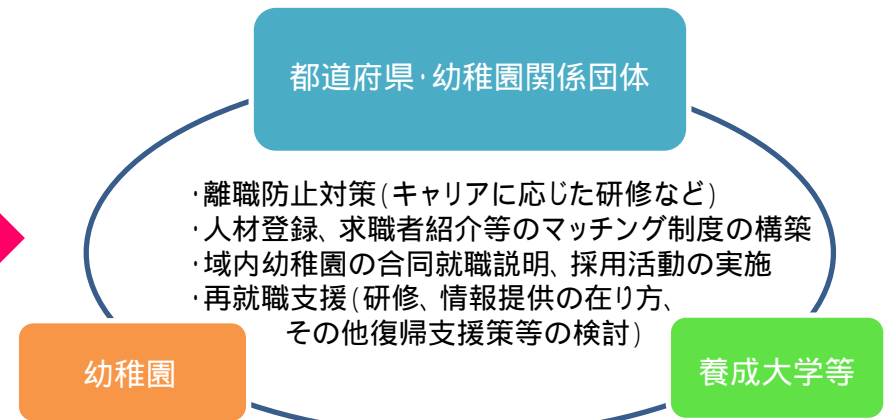 都道府県・幼稚園関係団体
・離職防止対策(キャリアに応じた研修など)
・人材登録、求職者紹介等のマッチング制度の構築
・域内幼稚園の合同就職説明、採用活動の実施
・再就職支援(研修、情報提供の在り方、
その他復帰支援策等の検討)
幼稚園
養成大学等